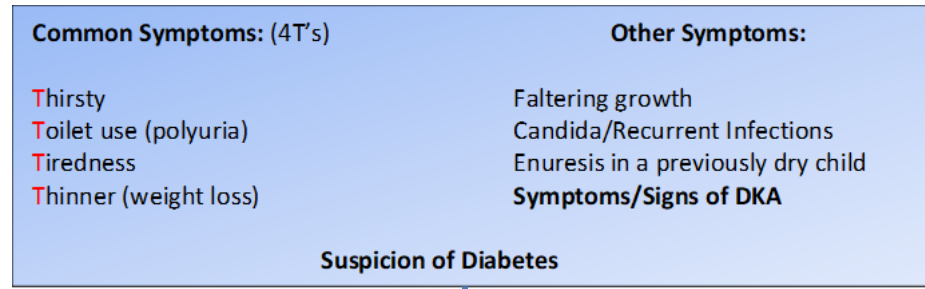 Common Symptoms: (4T's)
Thirsty
Toilet use (polyuria)
Tiredness
Thinner (weight loss)
Other Symptoms:
Faltering growth
Candida/Recurrent Infections
Enuresis in a previously dry child
Symptoms/Signs of DKA
Suspicion of Diabetes